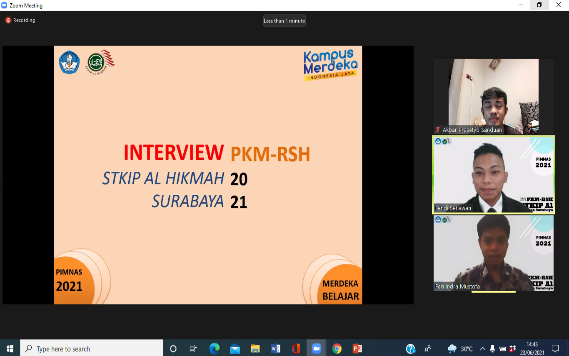 Zoom Meeting
Recording
Less than 1 minute
Kampus
Merdeka
INDONESIA JAYA
INTERVIEW PKM-RSH
STKIP AL HIKMAH 20
SURABAYA 21
PIMNAS
2021
MERDEKA
BELAJAR
PIMNAS
2021
PKM-RSH
PIMNAS
2021
PKM-RSH
Type here to search
30°C
14:43
23/06/2021